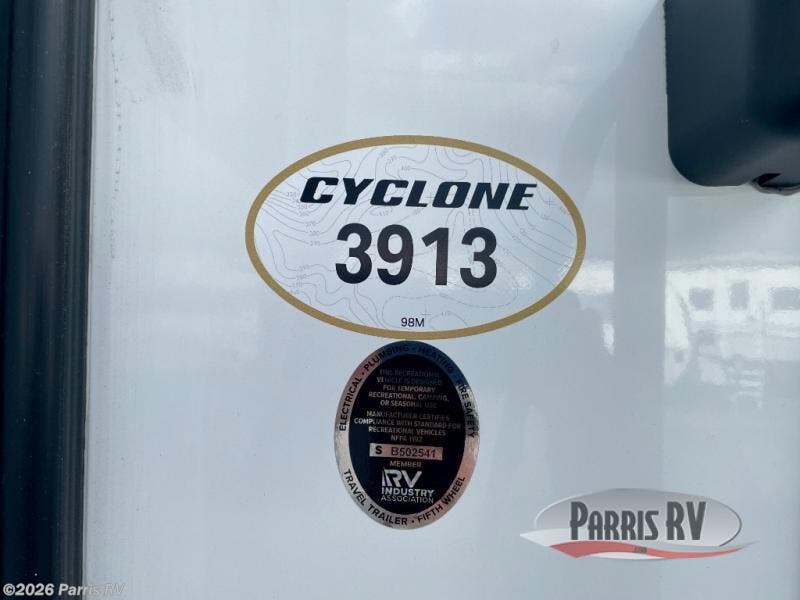 CYCLONE
3913
98M
ELECTRICAL · PLUMBING · HEATING · FIRE SAFETY
THIS RECREATIONAL
VEHICLE IS DESIGNED
FOR TEMPORARY
RECREATIONAL, CAMPING,
OR SEASONAL USE
MANUFACTURER CERTIFIES
COMPLIANCE WITH STANDARD FOR
RECREATIONAL VEHICLES
NFPA 1192
S B502541
MEMBER
RV
INDUSTRY
ASSOCIATION
TRAVEL TRAILER · FIFTH WHEEL
PARRIS RV
©2026 Parris RV